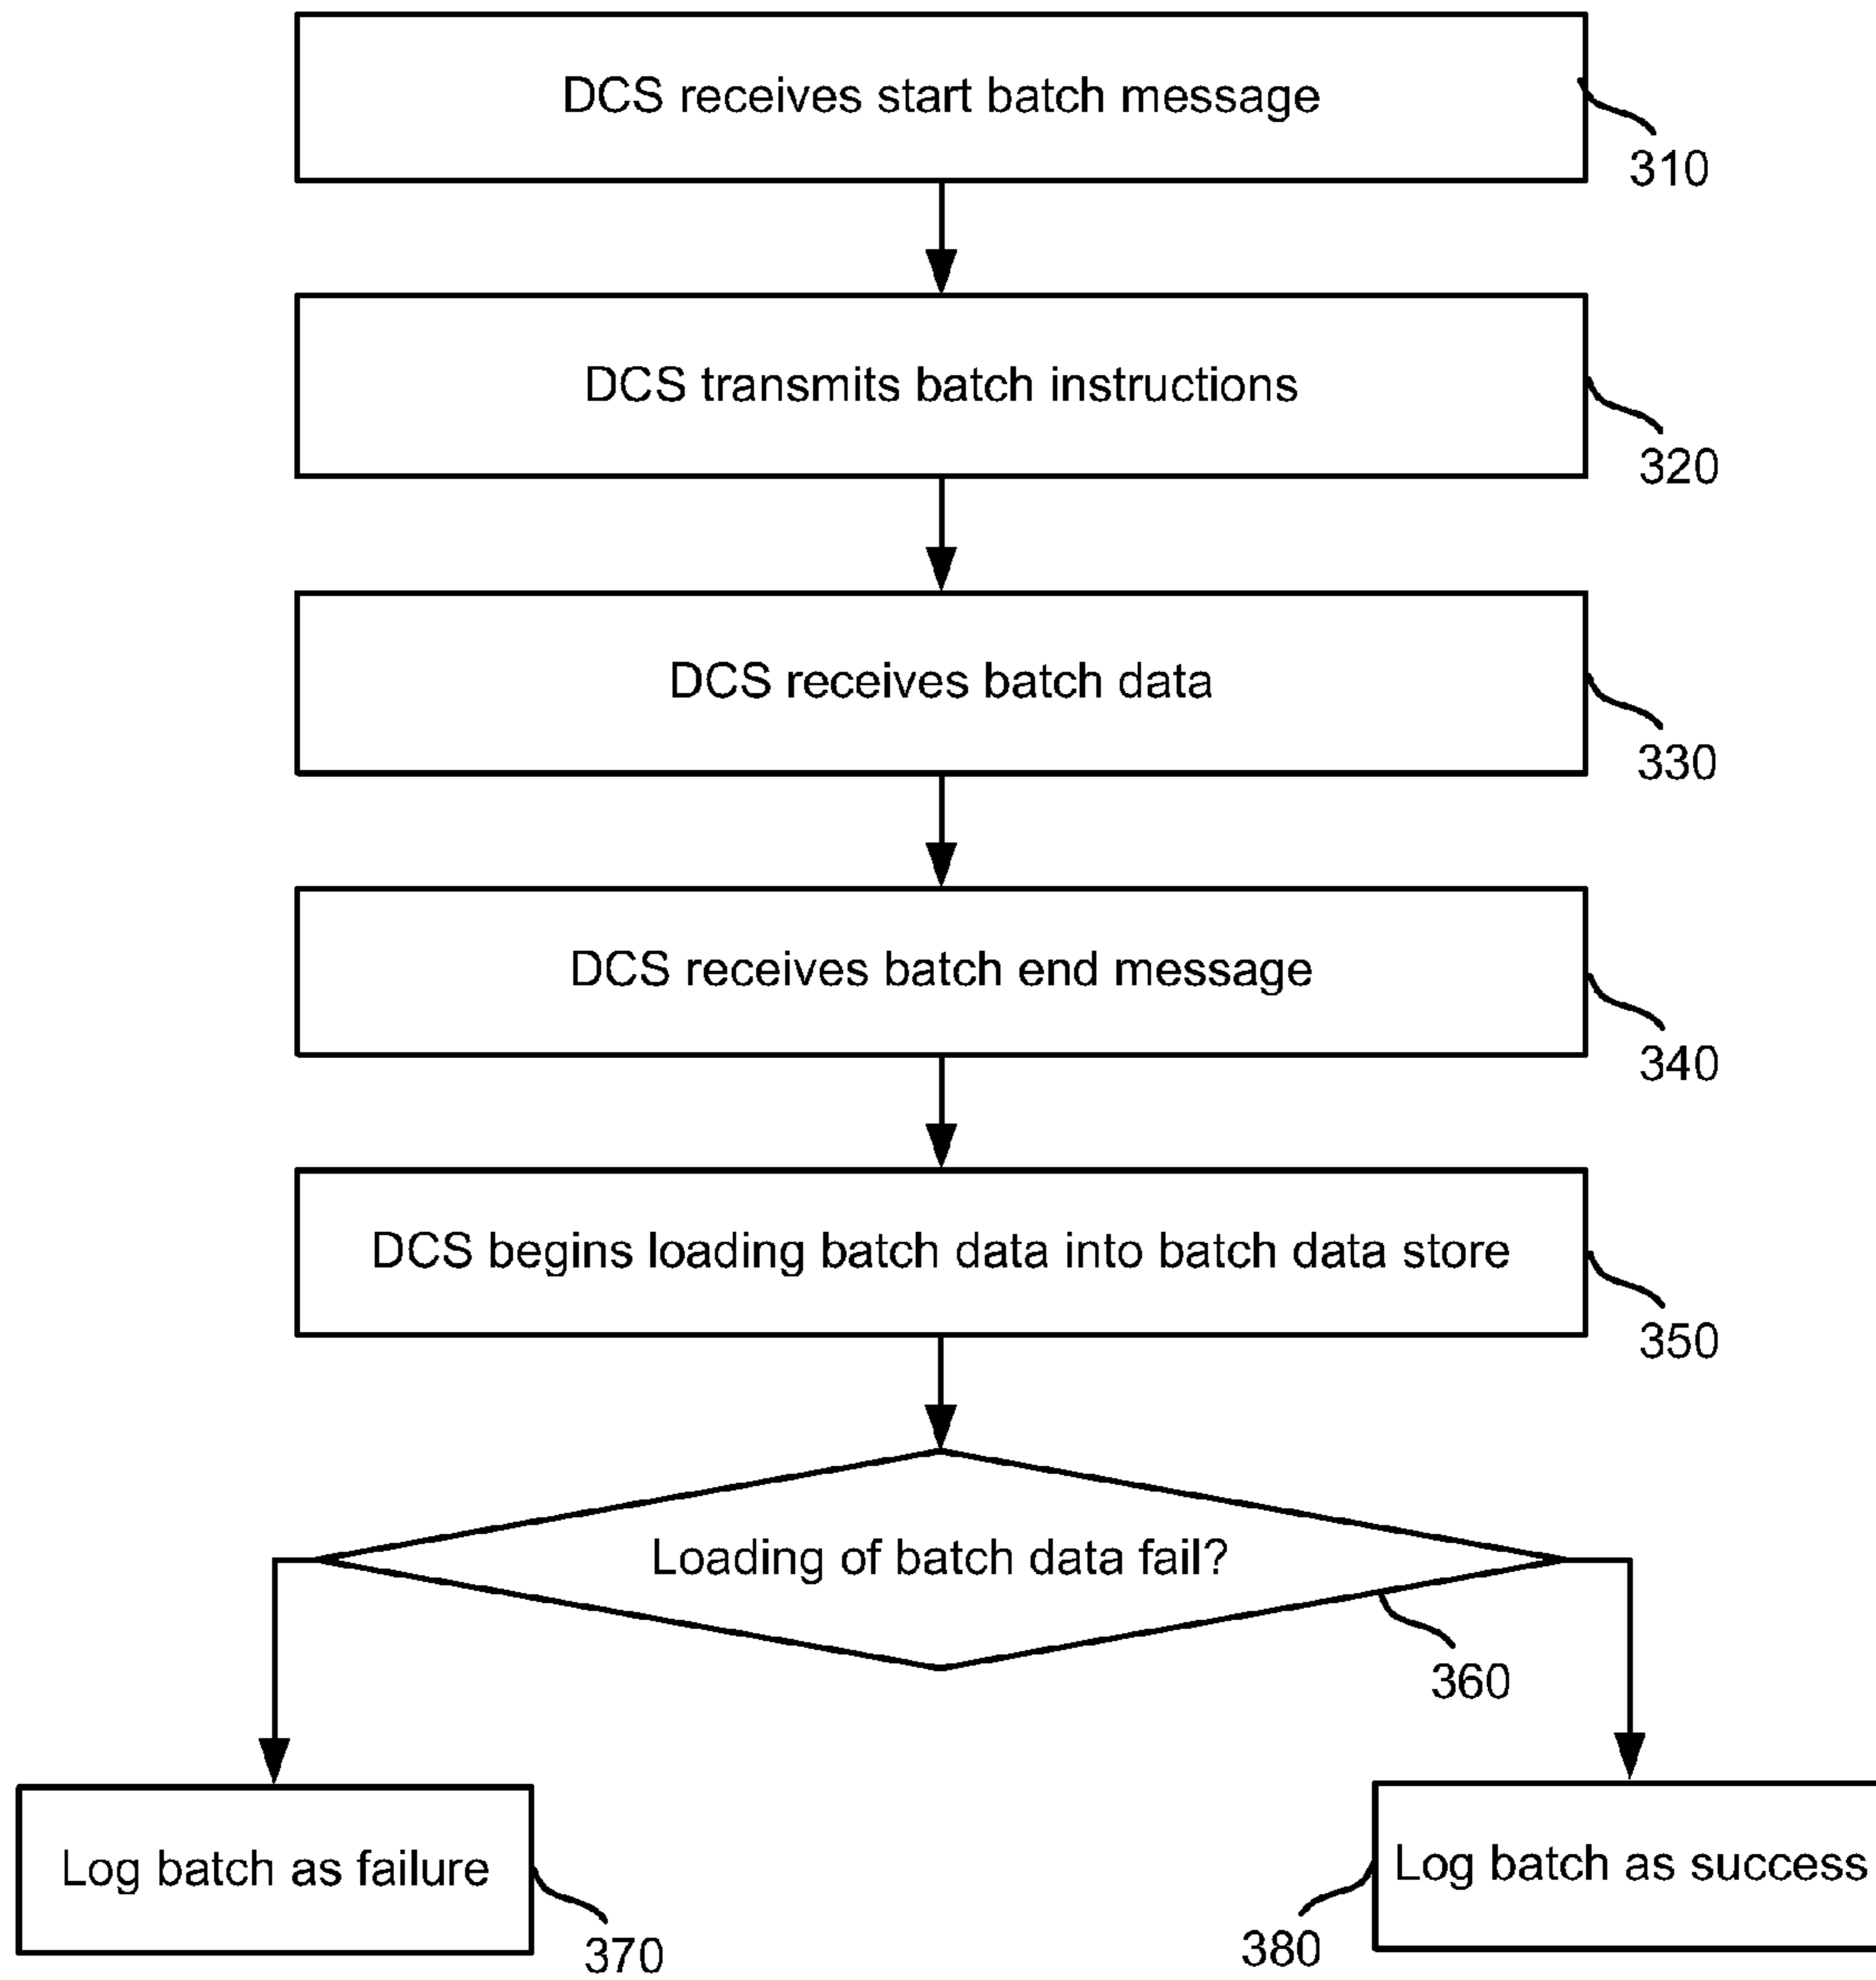 DCS receives start batch message
310
DCS transmits batch instructions
320
DCS receives batch data
330
DCS receives batch end message
340
DCS begins loading batch data into batch data store
350
Loading of batch data fail?
360
Log batch as failure
370
Log batch as success
380